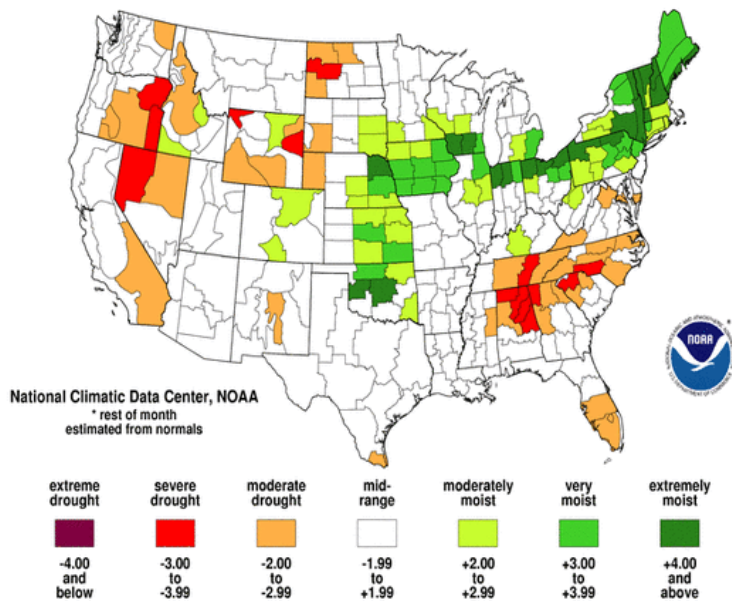 NOAA
National Climatic Data Center, NOAA
* rest of month
estimated from normals
extreme
drought
severe
drought
moderate
drought
mid-
range
moderately
moist
very
moist
extremely
moist
-4.00
and
below
-3.00
to
-3.99
-2.00
to
-2.99
-1.99
to
+1.99
+2.00
to
+2.99
+3.00
to
+3.99
+4.00
and
above